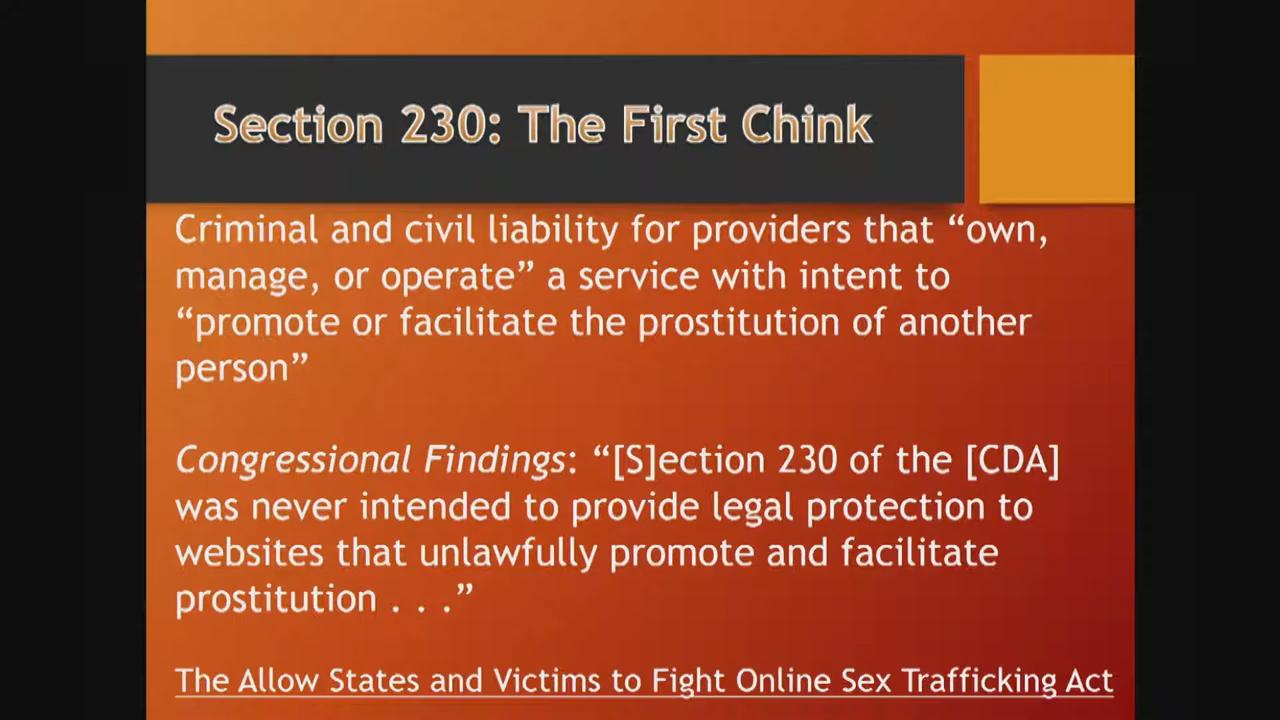 Section 230: The First Chink
Criminal and civil liability for providers that “own,
manage, or operate” a service with intent to
“promote or facilitate the prostitution of another
person”
Congressional Findings: “[S]ection 230 of the [CDA]
was never intended to provide legal protection to
websites that unlawfully promote and facilitate
prostitution . . .”
The Allow States and Victims to Fight Online Sex Trafficking Act